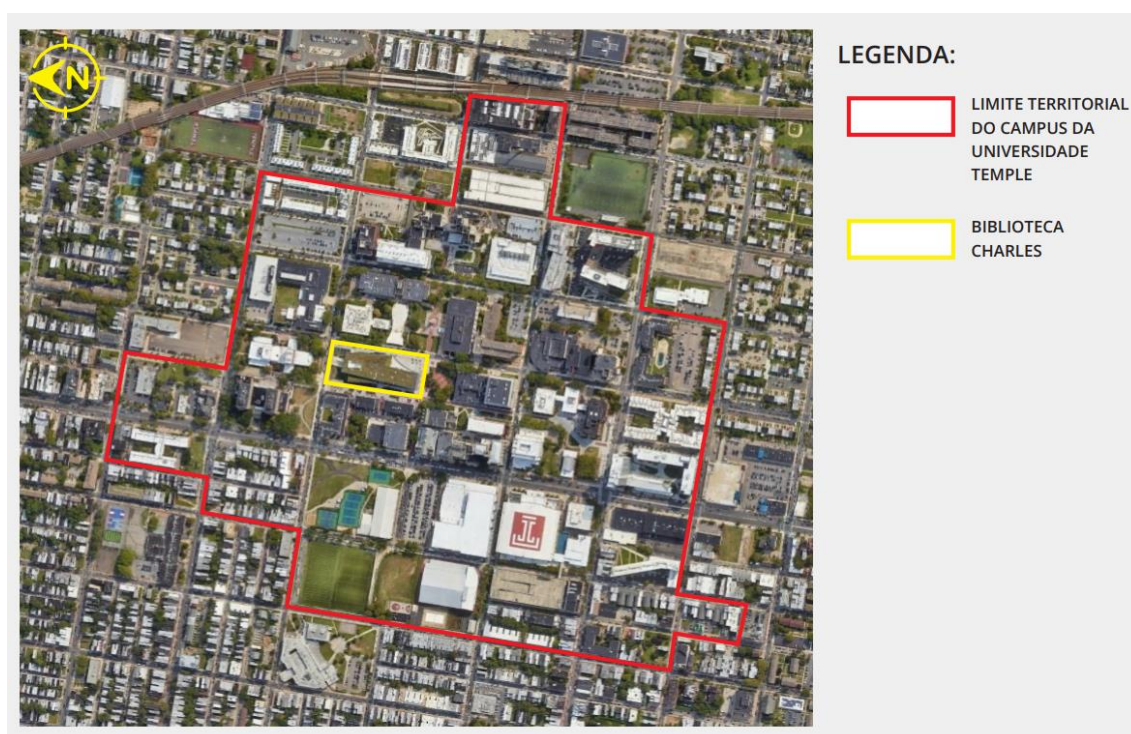 N
LEGENDA:
LIMITE TERRITORIAL
DO CAMPUS DA
UNIVERSIDADE
TEMPLE
BIBLIOTECA
CHARLES